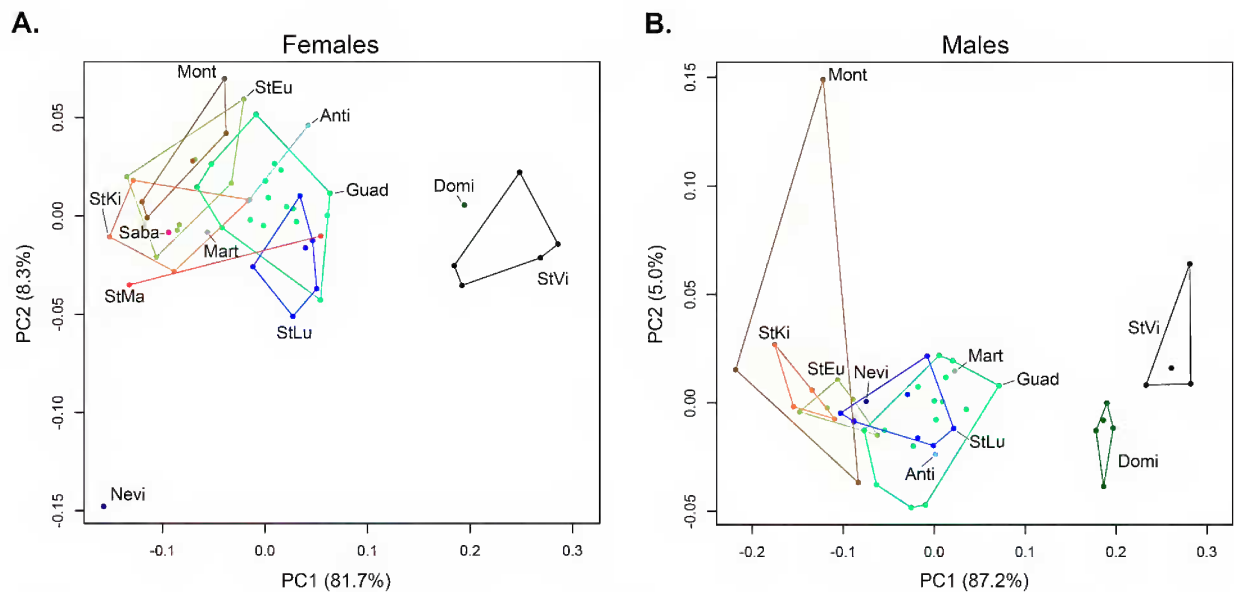 A.
Females
Mont
StEu
Anti
Guad
StKi
Saba
Mart
StMa
StLu
Domi
StVi
Nevi
0.05
0.00
-0.05
-0.10
-0.15
PC2 (8.3%)
-0.1
0.0
0.1
0.2
0.3
PC1 (81.7%)
B.
Males
Mont
StKi
StEu
Nevi
Mart
Guad
StLu
Anti
StVi
Domi
0.15
0.10
0.05
0.00
-0.05
PC2 (5.0%)
-0.2
-0.1
0.0
0.1
0.2
0.3
PC1 (87.2%)